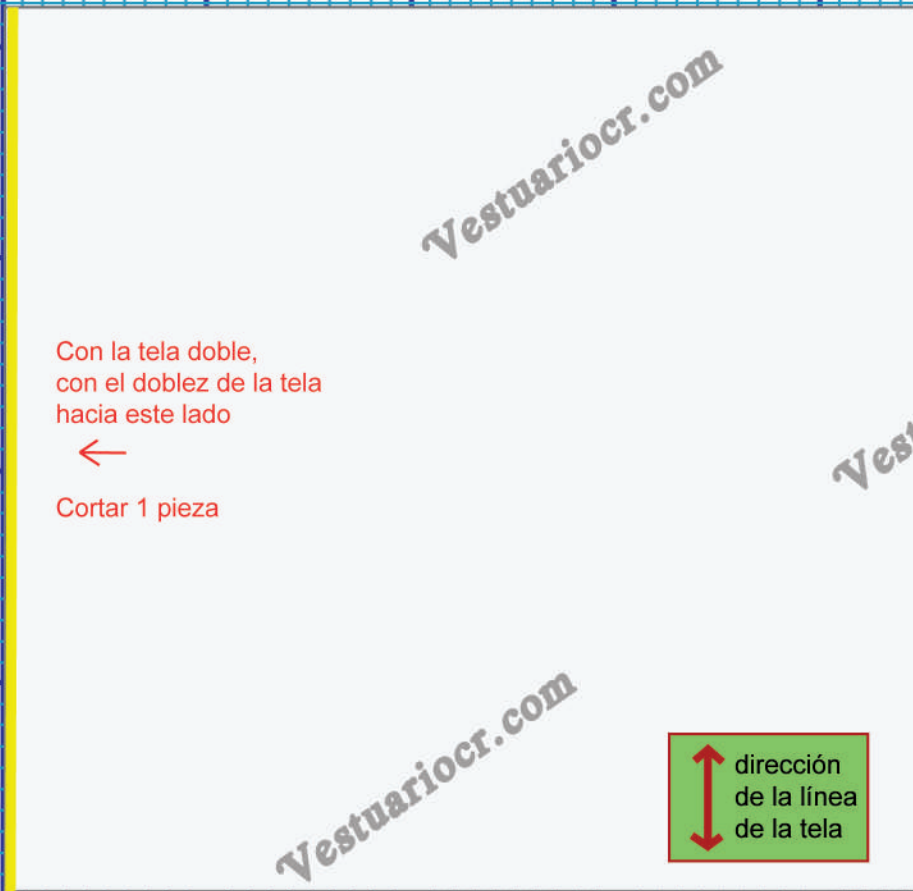 Vestuariocr.com
Con la tela doble,
con el doblez de la tela
hacia este lado
Cortar 1 pieza
Vestuariocr.com
dirección
de la línea
de la tela